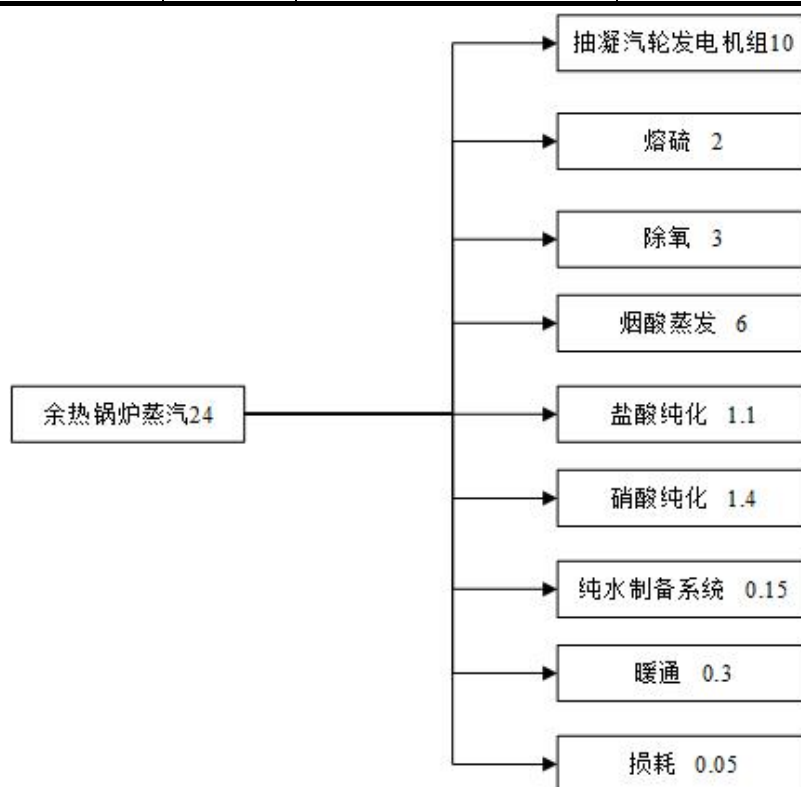 抽凝汽轮发电机组10
熔硫 2
除氧 3
烟酸蒸发 6
余热锅炉蒸汽24
盐酸纯化 1.1
硝酸纯化 1.4
纯水制备系统 0.15
暖通 0.3
损耗 0.05